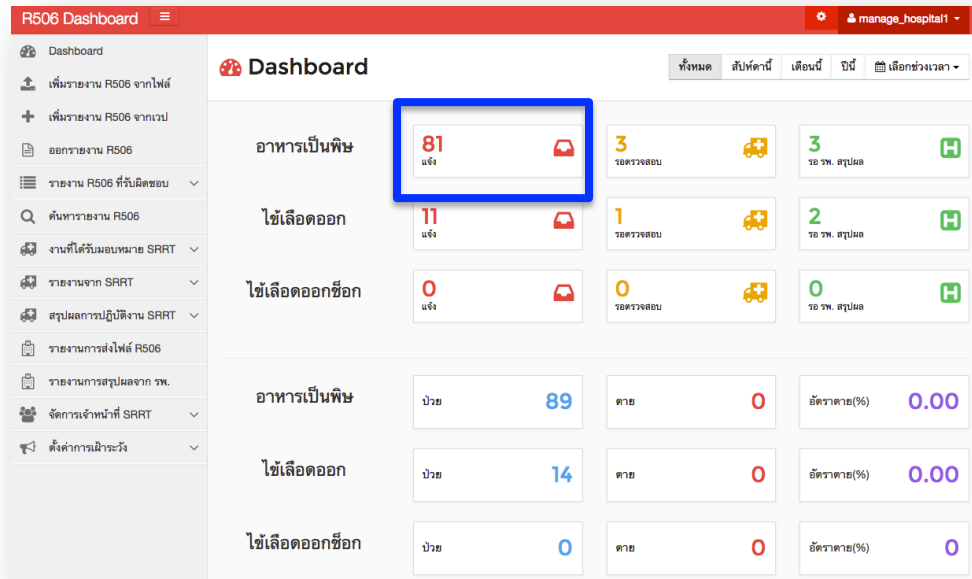 R506 Dashboard
manage_hospital1
Dashboard
เพิ่มรายงาน R506 จากไฟล์
เพิ่มรายงาน R506 จากเวป
ออกรายงาน R506
รายงาน R506 ที่รับผิดชอบ
ค้นหารายงาน R506
งานที่ได้รับมอบหมาย SRRT
รายงานจาก SRRT
สรุปผลการปฏิบัติงาน SRRT
รายงานการส่งไฟล์ R506
รายงานการสรุปผลจาก รพ.
จัดการเจ้าหน้าที่ SRRT
ตั้งค่าการเฝ้าระวัง
Dashboard
ทั้งหมด สัปห์ดานี้ เดือนนี้ ปีนี้ เลือกช่วงเวลา
อาหารเป็นพิษ
81
แจ้ง
3
รอตรวจสอบ
3
รอ รพ. สรุปผล
H
ไข้เลือดออก
11
แจ้ง
1
รอตรวจสอบ
2
รอ รพ. สรุปผล
H
ไข้เลือดออกช็อก
0
แจ้ง
0
รอตรวจสอบ
0
รอ รพ. สรุปผล
H
อาหารเป็นพิษ
ป่วย 89
ตาย 0
อัตราตาย(%) 0.00
ไข้เลือดออก
ป่วย 14
ตาย 0
อัตราตาย(%) 0.00
ไข้เลือดออกช็อก
ป่วย 0
ตาย 0
อัตราตาย(%) 0